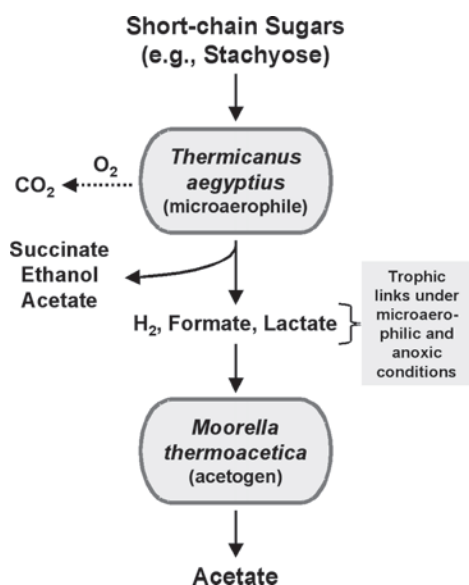 Short-chain Sugars
(e.g., Stachyose)
Thermicanus
aegyptius
(microaerophile)
O₂
CO₂
Succinate
Ethanol
Acetate
H₂, Formate, Lactate
Trophic
links under
microaero-
philic and
anoxic
conditions
Moorella
thermoacetica
(acetogen)
Acetate